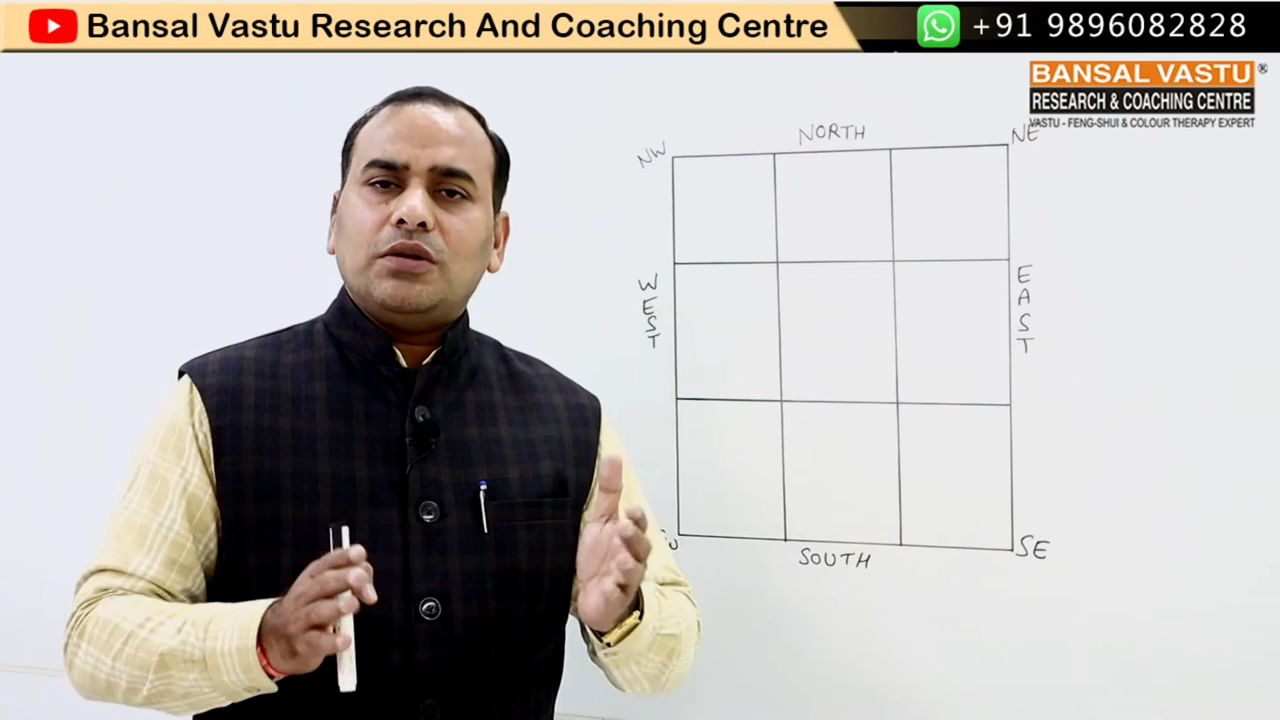 Bansal Vastu Research And Coaching Centre
+91 9896082828
BANSAL VASTU ®
RESEARCH & COACHING CENTRE
VASTU - FENG-SHUI & COLOUR THERAPY EXPERT
NW
NORTH
NE
WEST
EAST
SOUTH
SE